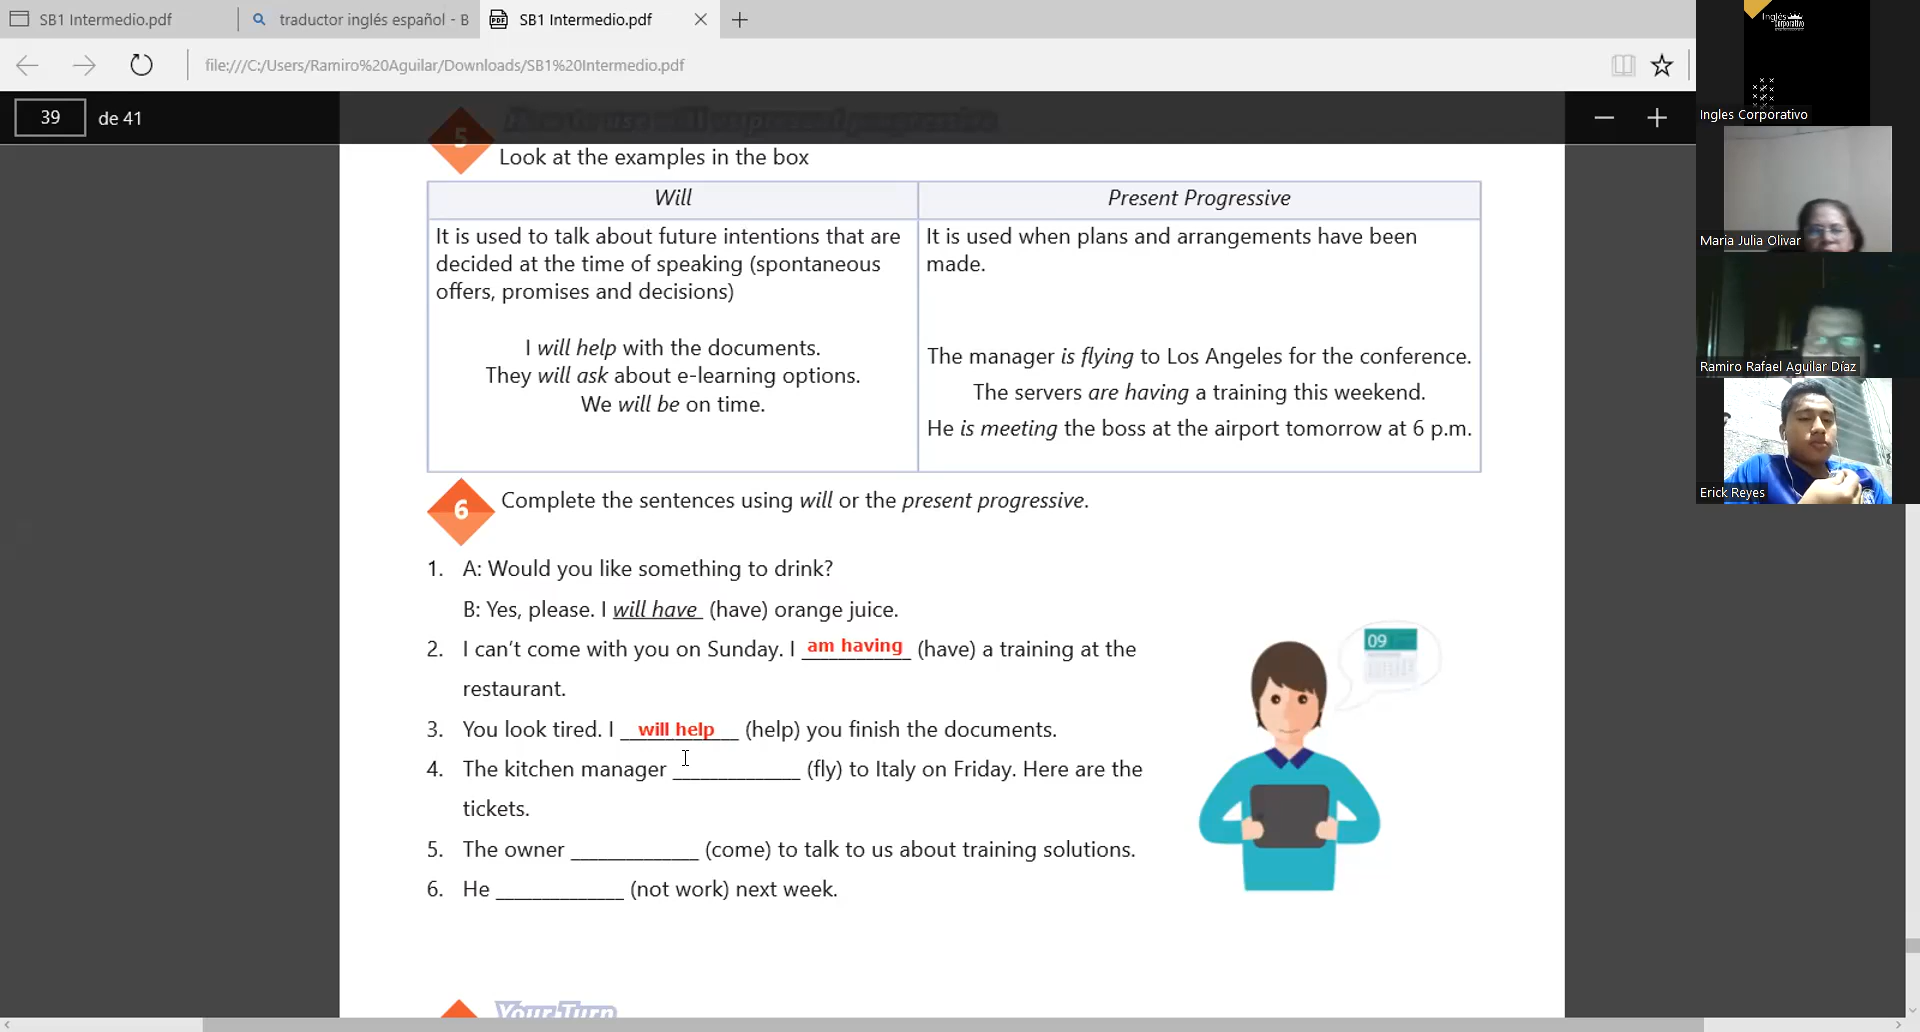 SB1 Intermedio.pdf
traductor inglés español - B
SB1 Intermedio.pdf
file:///C:/Users/Ramiro%20Aguilar/Downloads/SB1%20Intermedio.pdf
39 de 41
5
Look at the examples in the box
Will
Present Progressive
It is used to talk about future intentions that are
decided at the time of speaking (spontaneous
offers, promises and decisions)
I will help with the documents.
They will ask about e-learning options.
We will be on time.
It is used when plans and arrangements have been
made.
The manager is flying to Los Angeles for the conference.
The servers are having a training this weekend.
He is meeting the boss at the airport tomorrow at 6 p.m.
6 Complete the sentences using will or the present progressive.
1. A: Would you like something to drink?
B: Yes, please. I will have (have) orange juice.
2. I can't come with you on Sunday. I am having (have) a training at the
restaurant.
3. You look tired. I will help (help) you finish the documents.
4. The kitchen manager ____________ (fly) to Italy on Friday. Here are the
tickets.
5. The owner ____________ (come) to talk to us about training solutions.
6. He ____________ (not work) next week.
09
Your Turn
Inglés
Corporativo
Ingles Corporativo
Maria Julia Olivar
Ramiro Rafael Aguilar Díaz
Erick Reyes